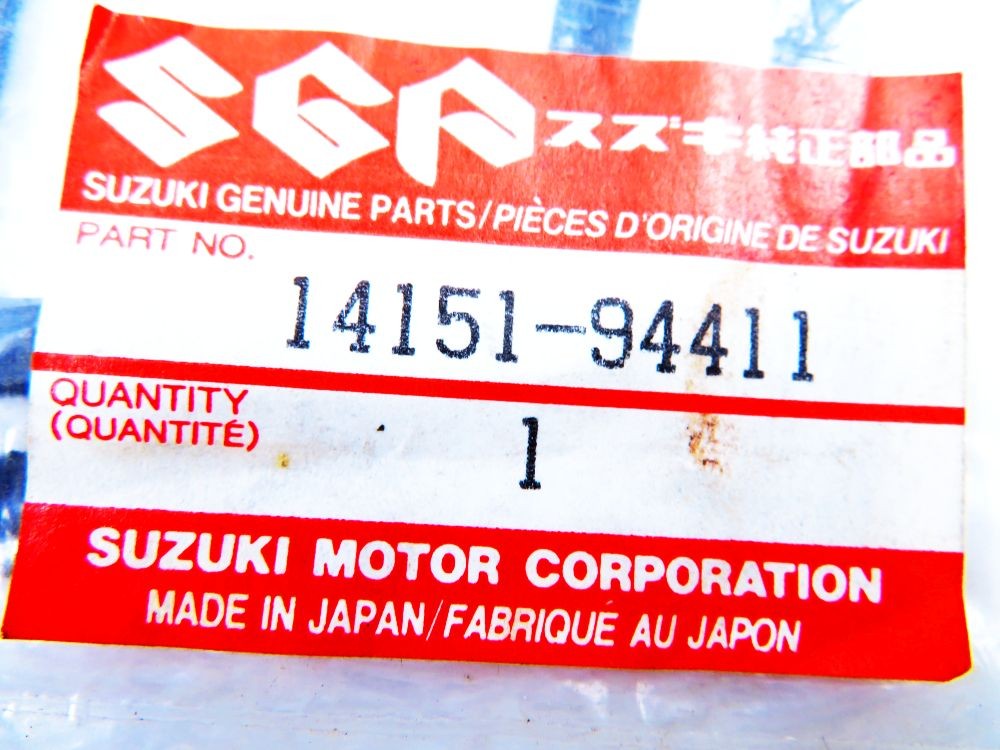 SGP スズキ純正部品
SUZUKI GENUINE PARTS/PIÈCES D'ORIGINE DE SUZUKI
PART NO.
14151-94411
QUANTITY
(QUANTITÉ)
1
SUZUKI MOTOR CORPORATION
MADE IN JAPAN/FABRIQUÉ AU JAPON